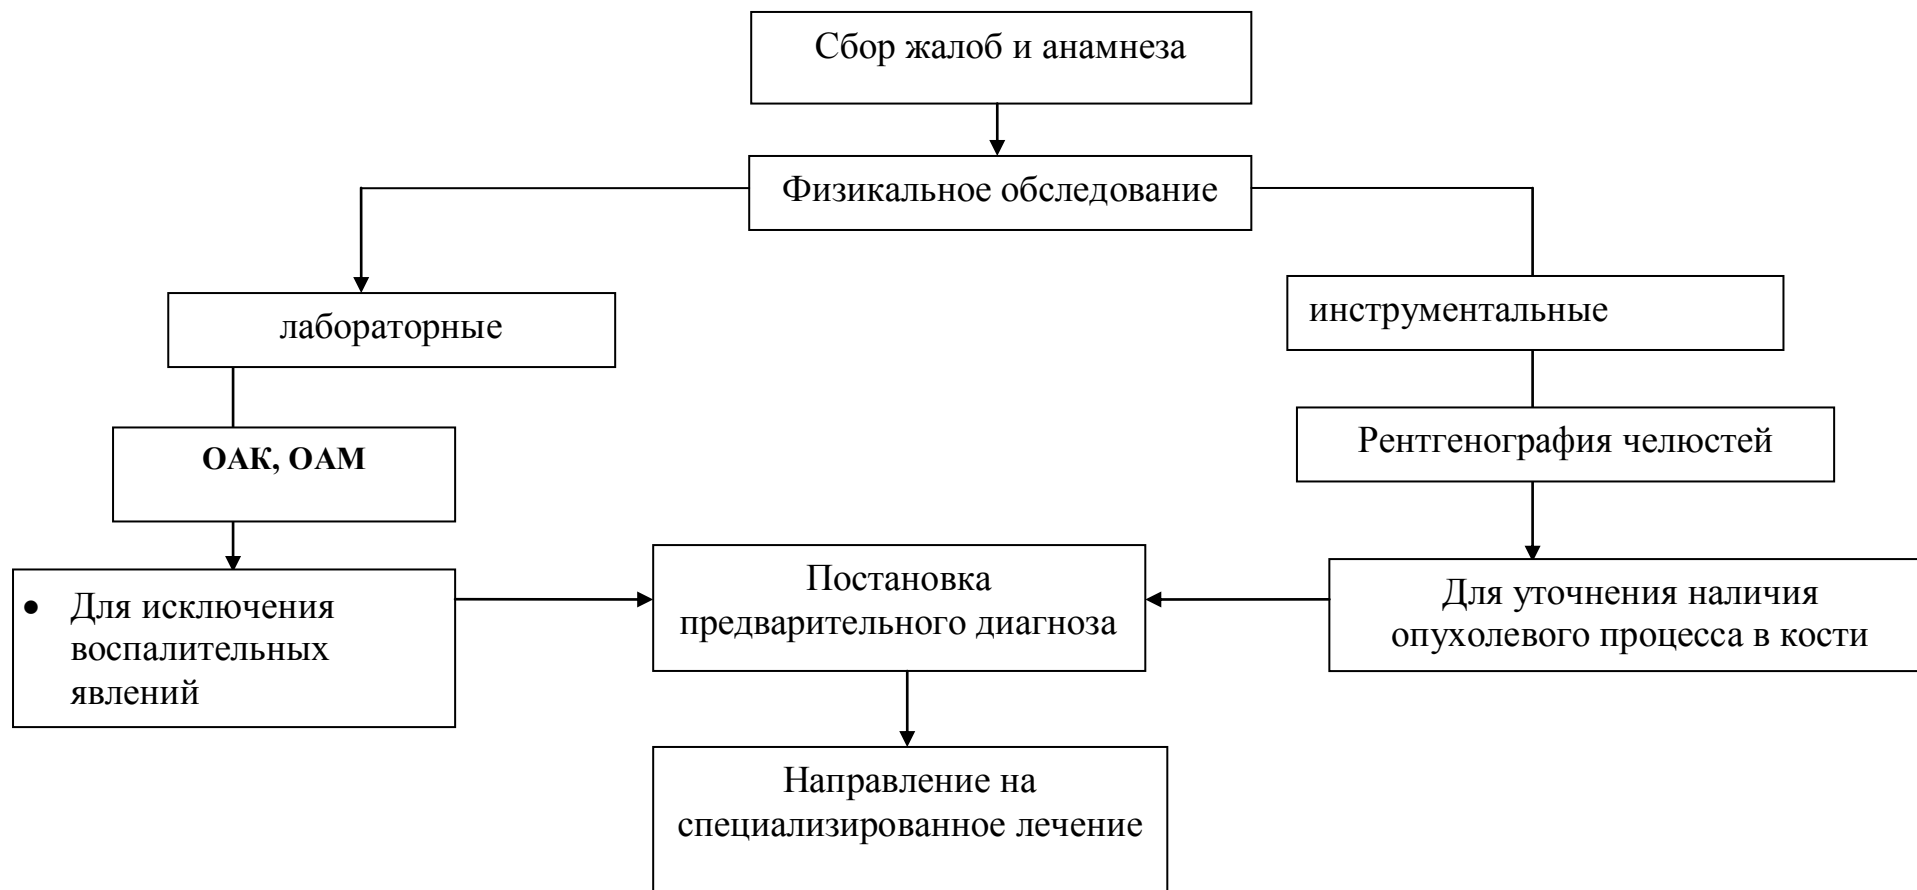 Сбор жалоб и анамнеза
Физикальное обследование
лабораторные
инструментальные
ОАК, ОАМ
Рентгенография челюстей
• Для исключения
воспалительных
явлений
Постановка
предварительного диагноза
Для уточнения наличия
опухолевого процесса в кости
Направление на
специализированное лечение